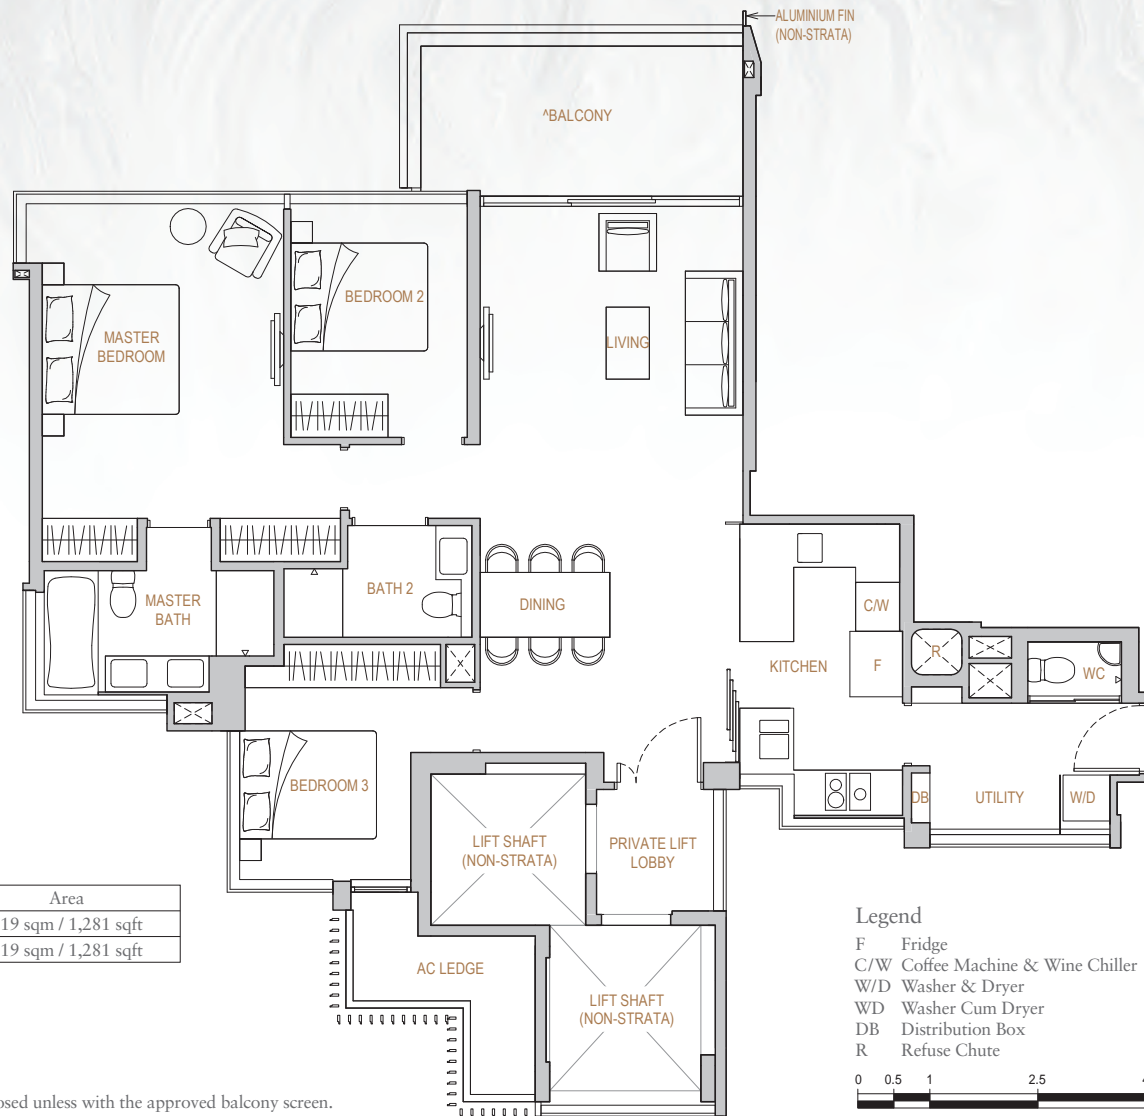 ALUMINIUM FIN
(NON-STRATA)
^BALCONY
BEDROOM 2
MASTER
BEDROOM
LIVING
MASTER
BATH
BATH 2
DINING
C/W
KITCHEN
F
R
WC
BEDROOM 3
LIFT SHAFT
(NON-STRATA)
PRIVATE LIFT
LOBBY
DB
UTILITY
W/D
AC LEDGE
LIFT SHAFT
(NON-STRATA)
Area
19 sqm / 1,281 sqft
19 sqm / 1,281 sqft
Legend
F Fridge
C/W Coffee Machine & Wine Chiller
W/D Washer & Dryer
WD Washer Cum Dryer
DB Distribution Box
R Refuse Chute
0 0.5 1 2.5
osed unless with the approved balcony screen.